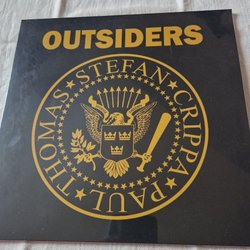 OUTSIDERS
THOMAS ★ STEFAN ★ CRIPPA ★ PAUL ★